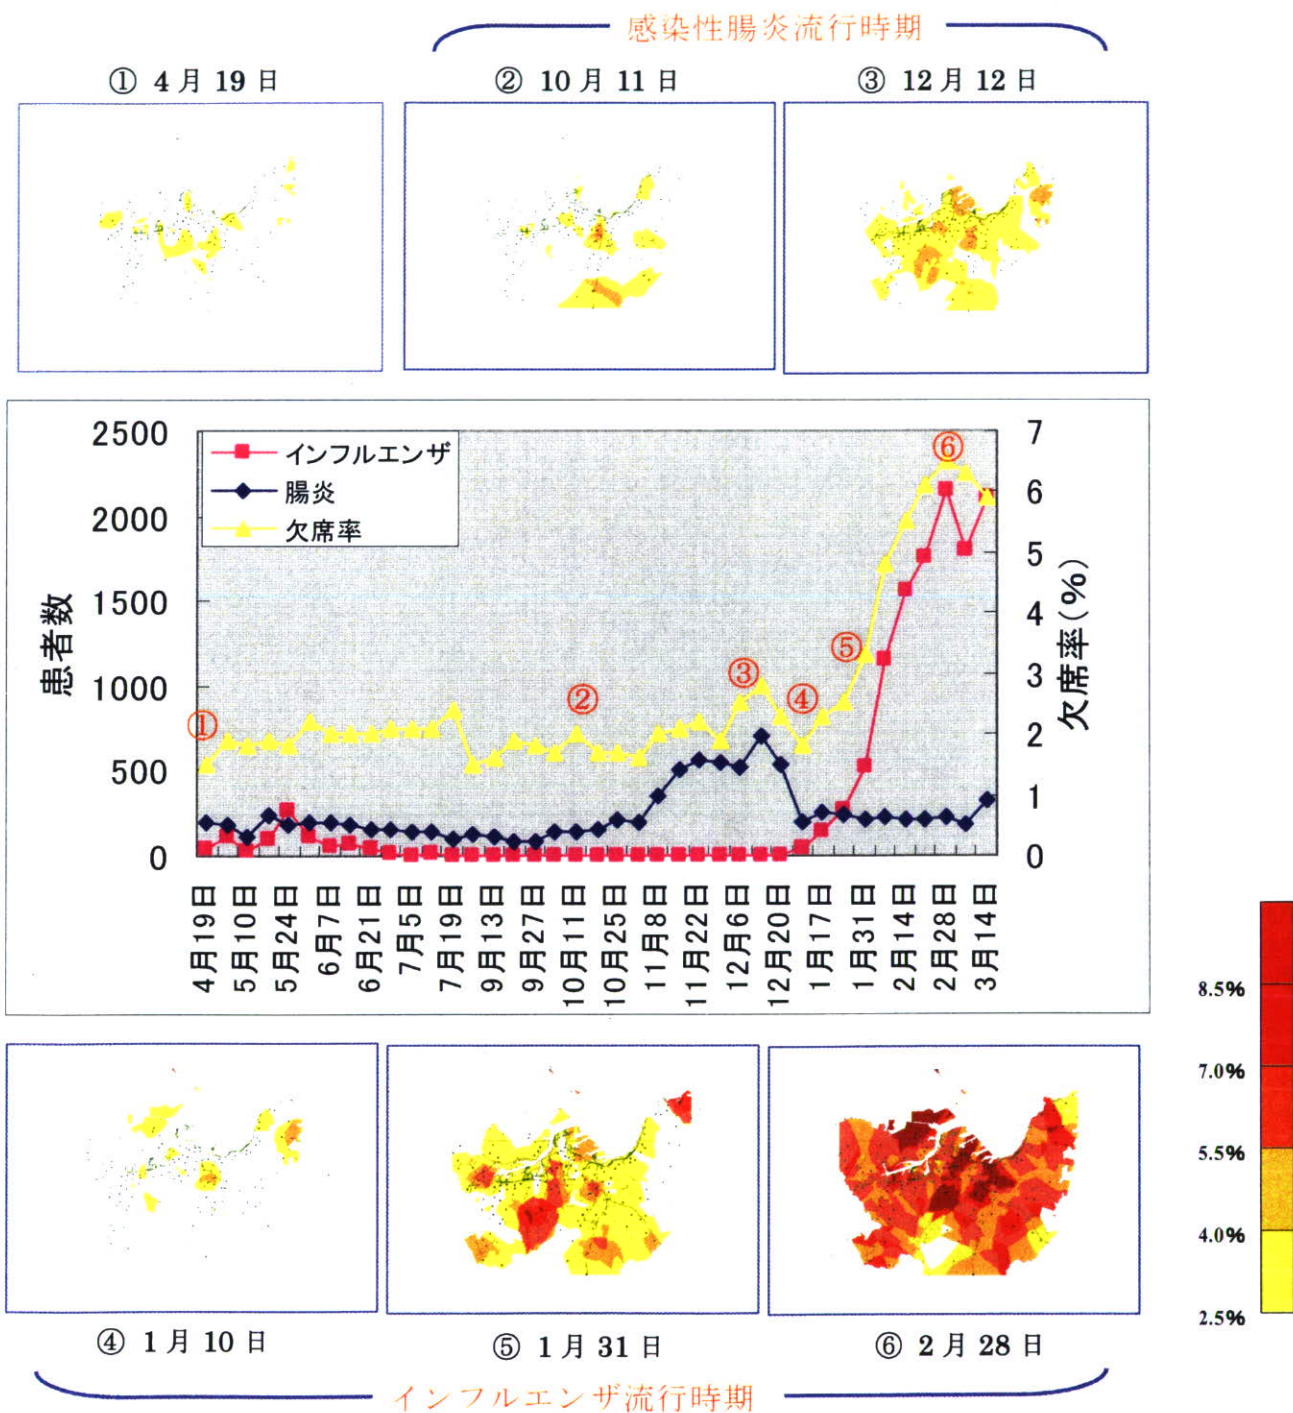 感染性腸炎流行時期
① 4月19日
② 10月11日
③ 12月12日
2500
2000
1500
1000
500
0
患者数
インフルエンザ
腸炎
欠席率
①
②
③
④
⑤
⑥
7
6
5
4
3
2
1
0
欠席率(%)
4月19日
5月10日
5月24日
6月7日
6月21日
7月5日
7月19日
9月13日
9月27日
10月11日
10月25日
11月8日
11月22日
12月6日
12月20日
1月17日
1月31日
2月14日
2月28日
3月14日
8.5%
7.0%
5.5%
4.0%
2.5%
④ 1月10日
⑤ 1月31日
⑥ 2月28日
インフルエンザ流行時期